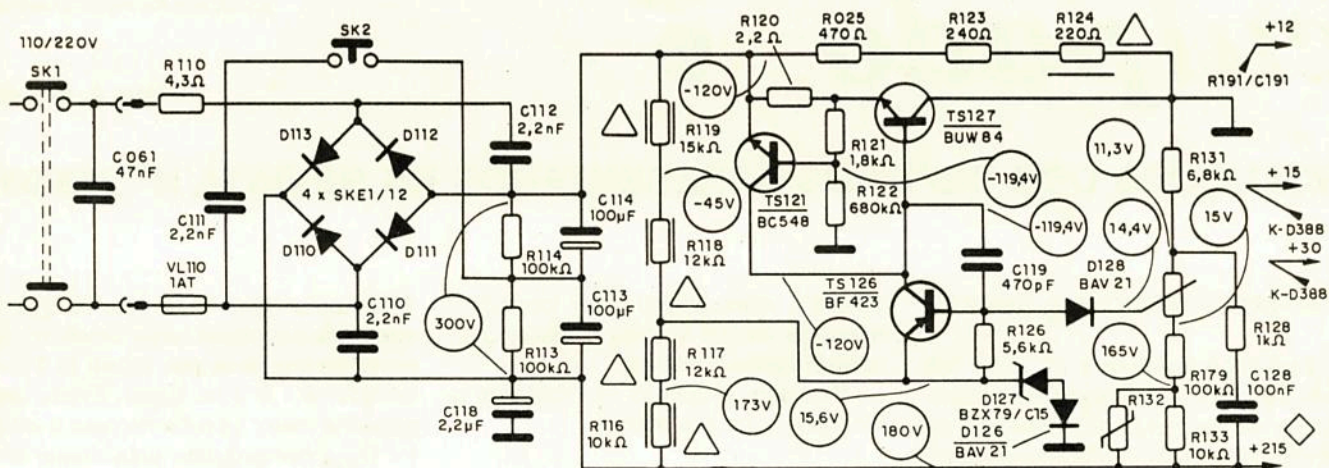 110/220V
SK1
SK2
R110
4,3Ω
C061
47nF
C111
2,2nF
VL110
1AT
D113
D112
4 x SKE1/12
D110
D111
C110
2,2nF
C112
2,2nF
R114
100kΩ
300V
R113
100kΩ
C118
2,2µF
C114
100µF
C113
100µF
-120V
R119
15kΩ
-45V
R118
12kΩ
R117
12kΩ
173V
R116
10kΩ
R120
2,2Ω
R025
470Ω
R123
240Ω
R124
220Ω
TS127
BUW84
R121
1,8kΩ
TS121
BC548
R122
680kΩ
-119,4V
-119,4V
TS126
BF423
-120V
15,6V
180V
C119
470pF
R126
5,6kΩ
D127
BZX79/C15
D126
BAV 21
D128
BAV 21
11,3V
14,4V
165V
R132
R131
6,8kΩ
15V
R179
100kΩ
R133
10kΩ
R128
1kΩ
C128
100nF
+12
R191/C191
+15
K-D388
+30
K-D388
+215